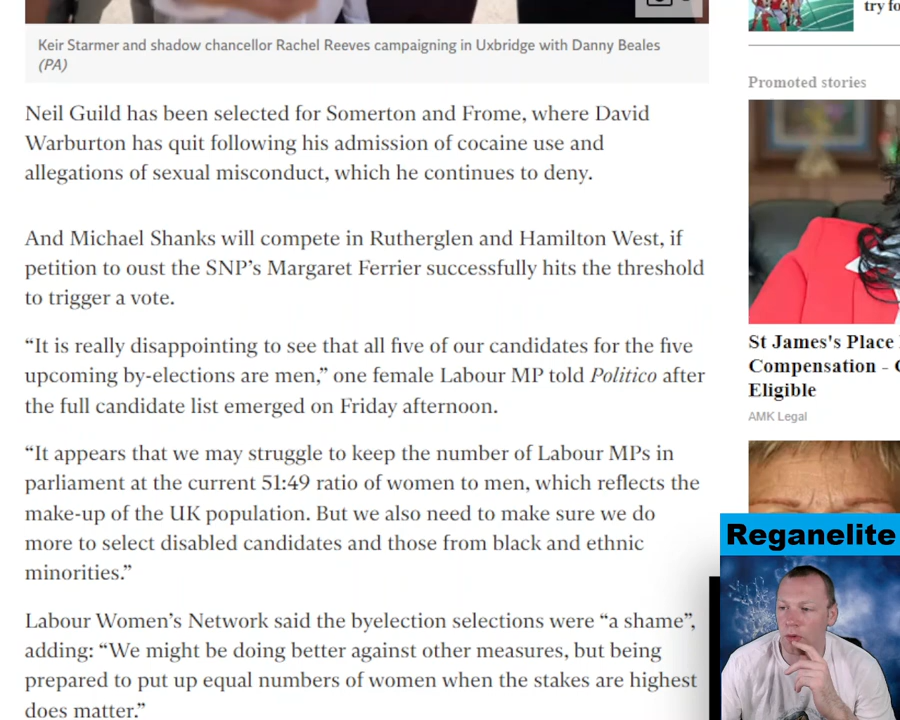 Keir Starmer and shadow chancellor Rachel Reeves campaigning in Uxbridge with Danny Beales
(PA)
Neil Guild has been selected for Somerton and Frome, where David
Warburton has quit following his admission of cocaine use and
allegations of sexual misconduct, which he continues to deny.
And Michael Shanks will compete in Rutherglen and Hamilton West, if
petition to oust the SNP’s Margaret Ferrier successfully hits the threshold
to trigger a vote.
“It is really disappointing to see that all five of our candidates for the five
upcoming by-elections are men,” one female Labour MP told Politico after
the full candidate list emerged on Friday afternoon.
“It appears that we may struggle to keep the number of Labour MPs in
parliament at the current 51:49 ratio of women to men, which reflects the
make-up of the UK population. But we also need to make sure we do
more to select disabled candidates and those from black and ethnic
minorities.”
Labour Women’s Network said the byelection selections were “a shame”,
adding: “We might be doing better against other measures, but being
prepared to put up equal numbers of women when the stakes are highest
does matter.”
try fo
Promoted stories
St James's Place
Compensation -
Eligible
AMK Legal
Reganelite